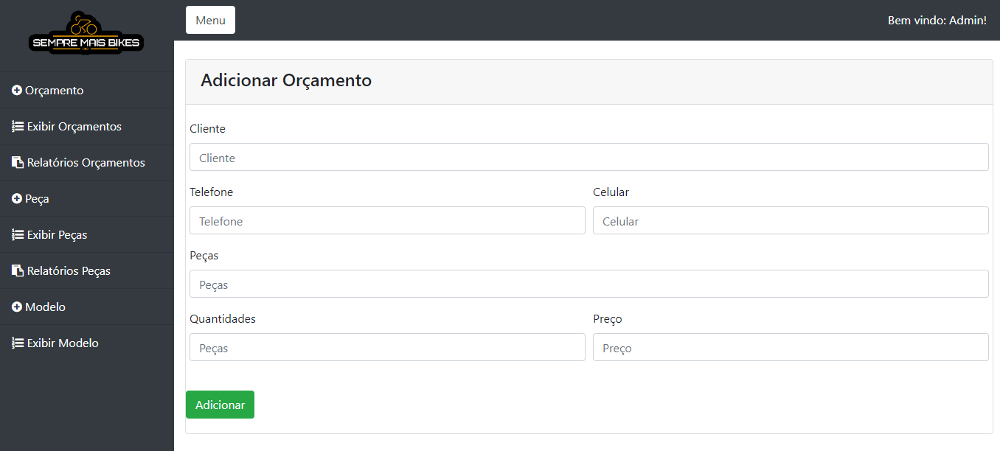 SEMPRE MAIS BIKES
Menu
Bem vindo: Admin!
Orçamento
Exibir Orçamentos
Relatórios Orçamentos
Peça
Exibir Peças
Relatórios Peças
Modelo
Exibir Modelo
Adicionar Orçamento
Cliente
Cliente
Telefone Celular
Telefone Celular
Peças
Peças
Quantidades Preço
Peças Preço
Adicionar